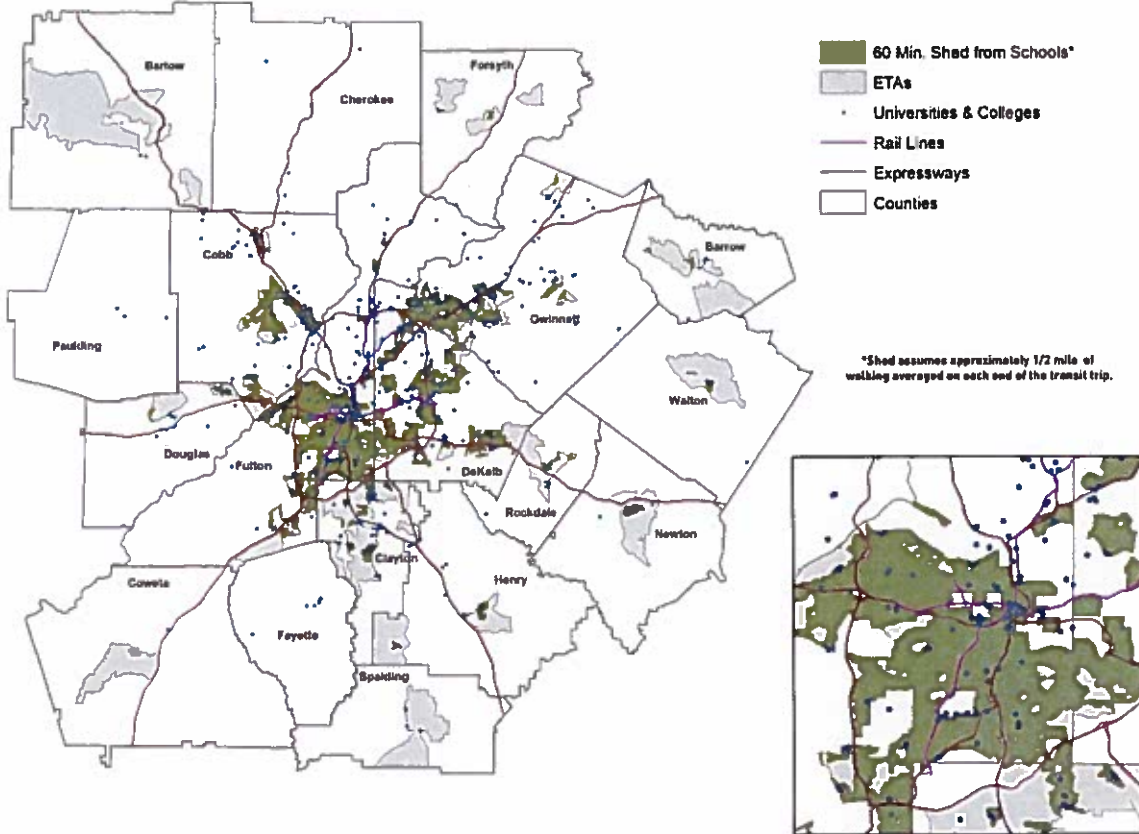 Bartow
Cherokee
Forsyth
Cobb
Barrow
Gwinnett
Paulding
Walton
Douglas
Fulton
DeKalb
Rockdale
Newton
Clayton
Coweta
Henry
Fayette
Spalding
60 Min. Shed from Schools*
ETAs
Universities & Colleges
Rail Lines
Expressways
Counties
*Shed assumes approximately 1/2 mile of
walking averaged on each end of the transit trip.